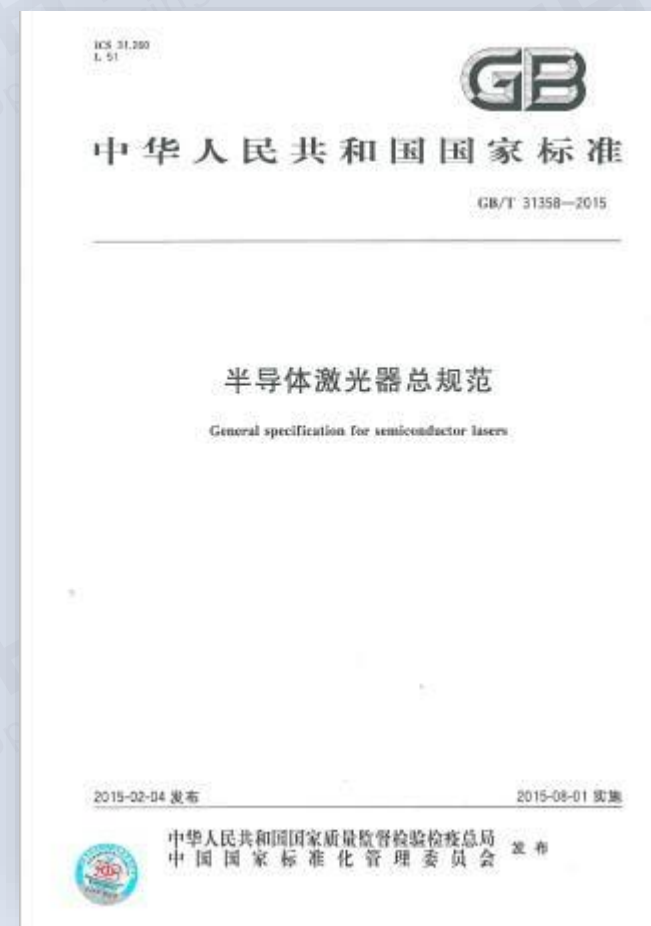 ICS 31.260
L 51
GB
中华人民共和国国家标准
GB/T 31358—2015
半导体激光器总规范
General specification for semiconductor lasers
2015-02-04 发布
2015-08-01 实施
中华人民共和国国家质量监督检验检疫总局
中国国家标准化管理委员会
发布